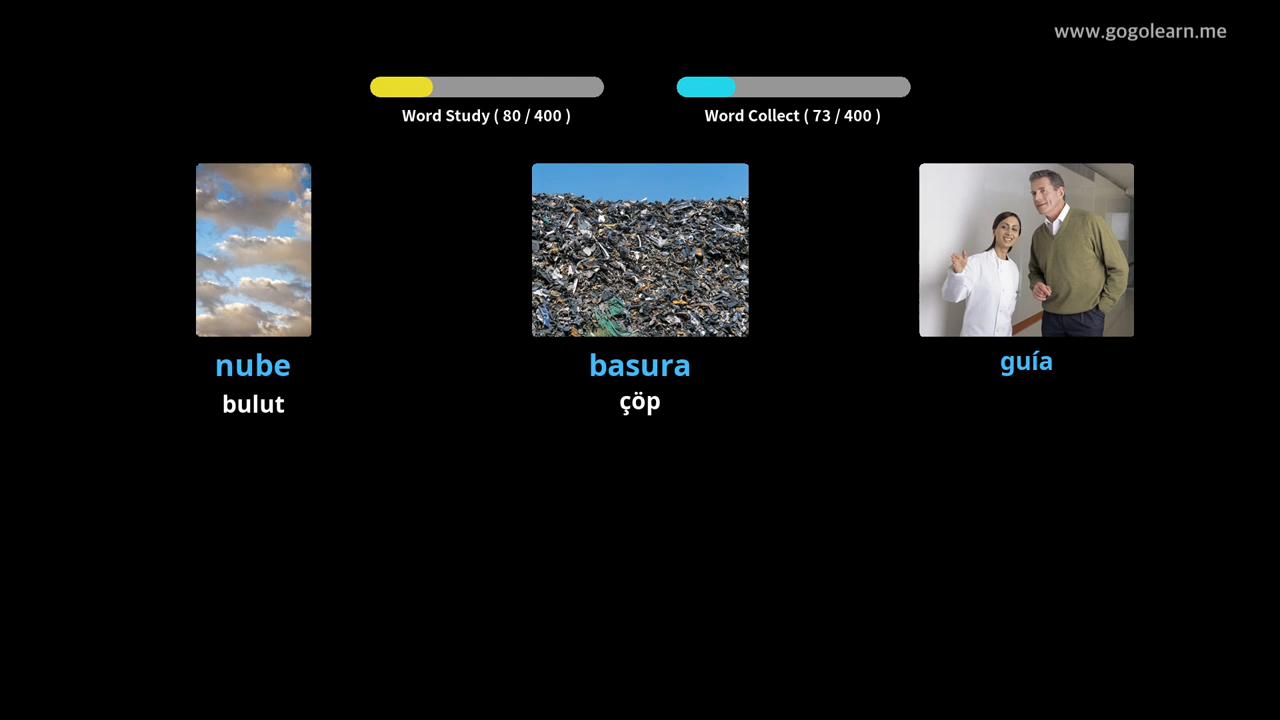 www.gogolearn.me
Word Study ( 80 / 400 )
Word Collect ( 73 / 400 )
nube
bulut
basura
çöp
guía